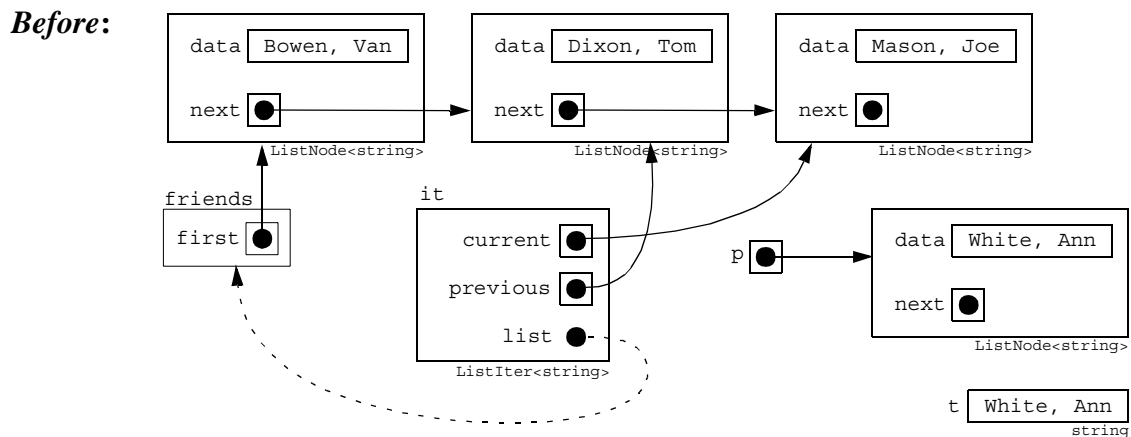 Before:
data Bowen, Van
next
ListNode<string>
data Dixon, Tom
next
ListNode<string>
data Mason, Joe
next
ListNode<string>
friends
first
it
current
previous
list
ListIter<string>
p
data White, Ann
next
ListNode<string>
t White, Ann
string